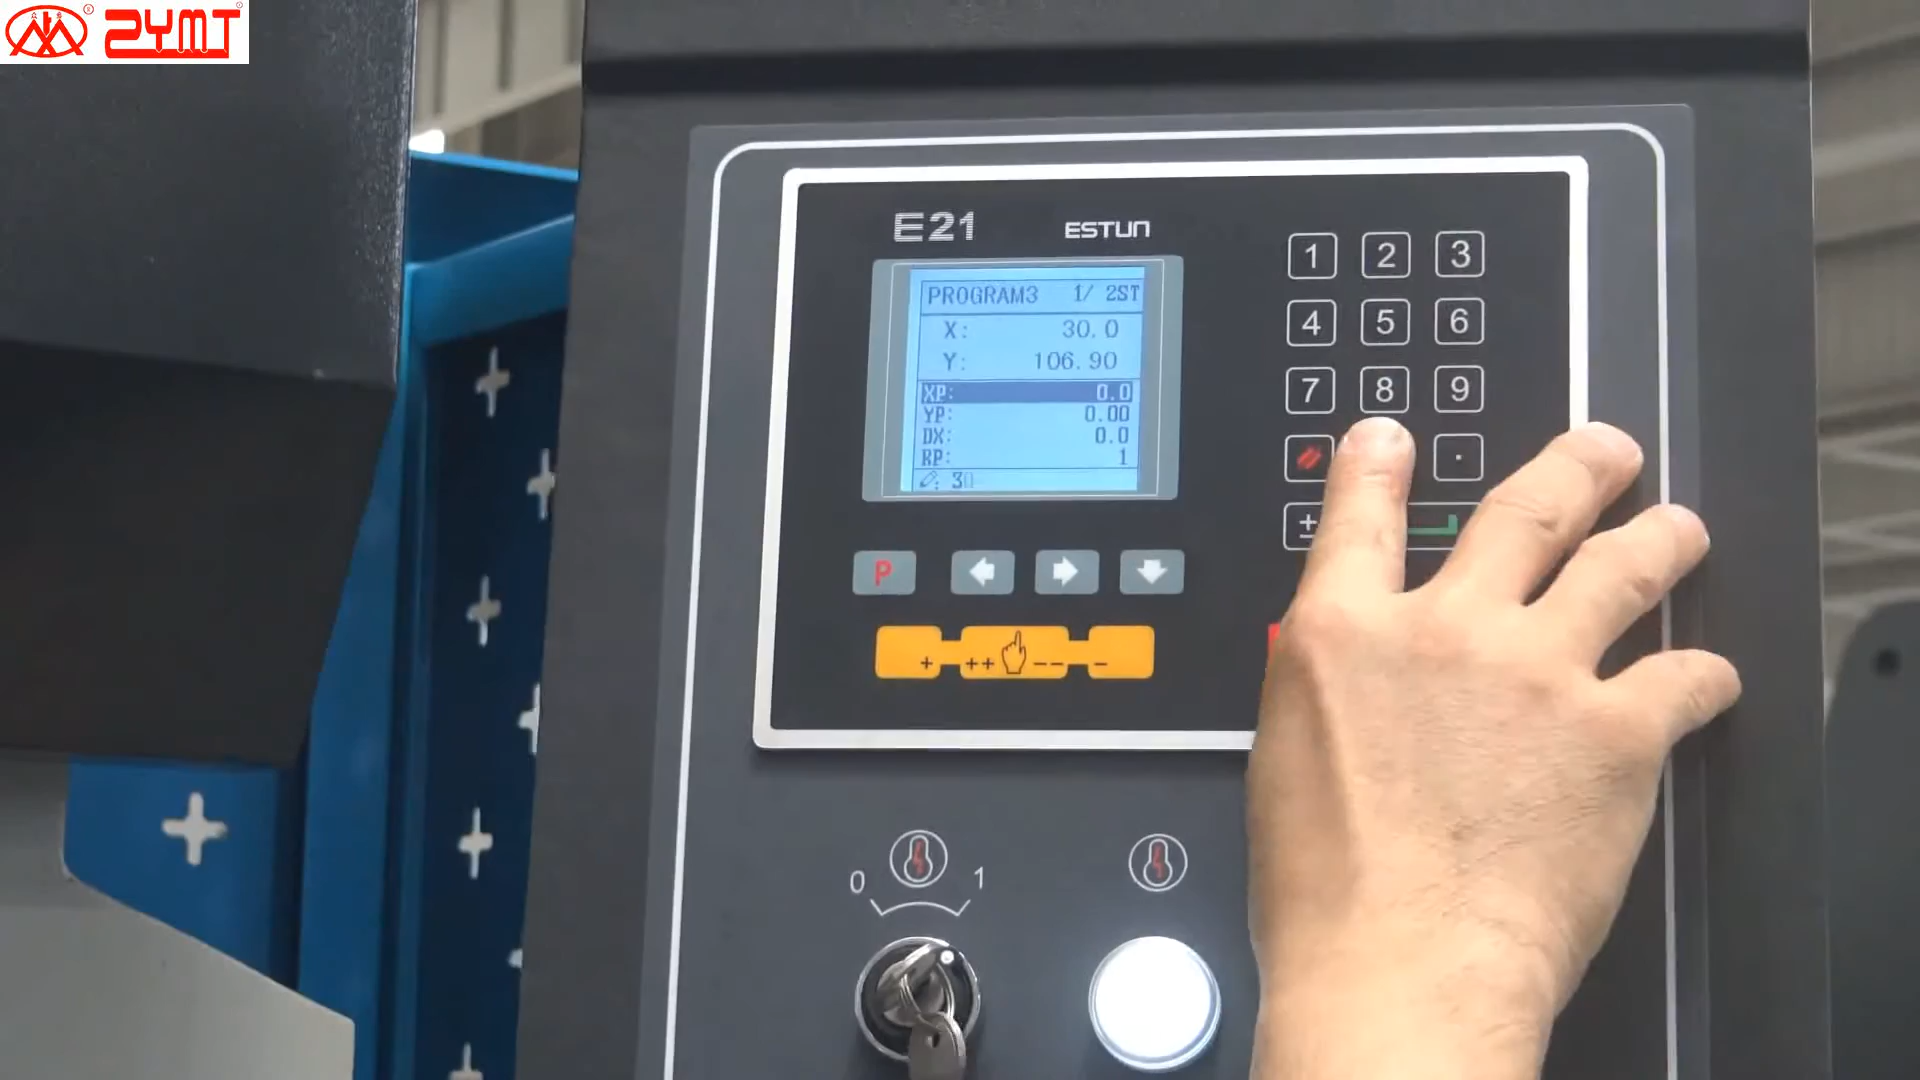 ZYMT
E21 ESTUN
PROGRAM3 1/ 2ST
X: 30.0
Y: 106.90
XP: 0.0
YP: 0.00
DX: 0.0
RP: 1
: 30
1 2 3
4 5 6
7 8 9
.
±
P
+ ++ -- -
0 1